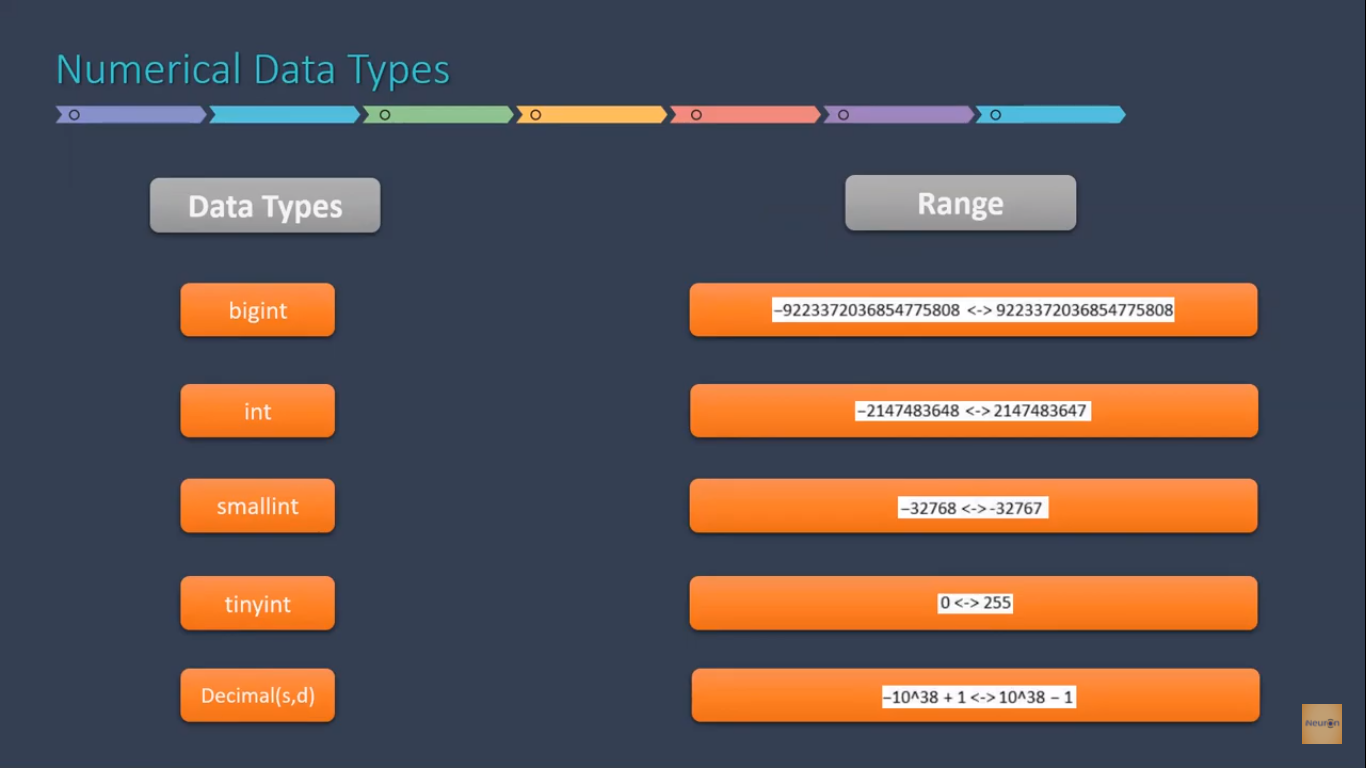 Numerical Data Types
Data Types Range
bigint −9223372036854775808 <-> 9223372036854775808
int −2147483648 <-> 2147483647
smallint −32768 <-> -32767
tinyint 0 <-> 255
Decimal(s,d) −10^38 + 1 <-> 10^38 − 1
Neuron